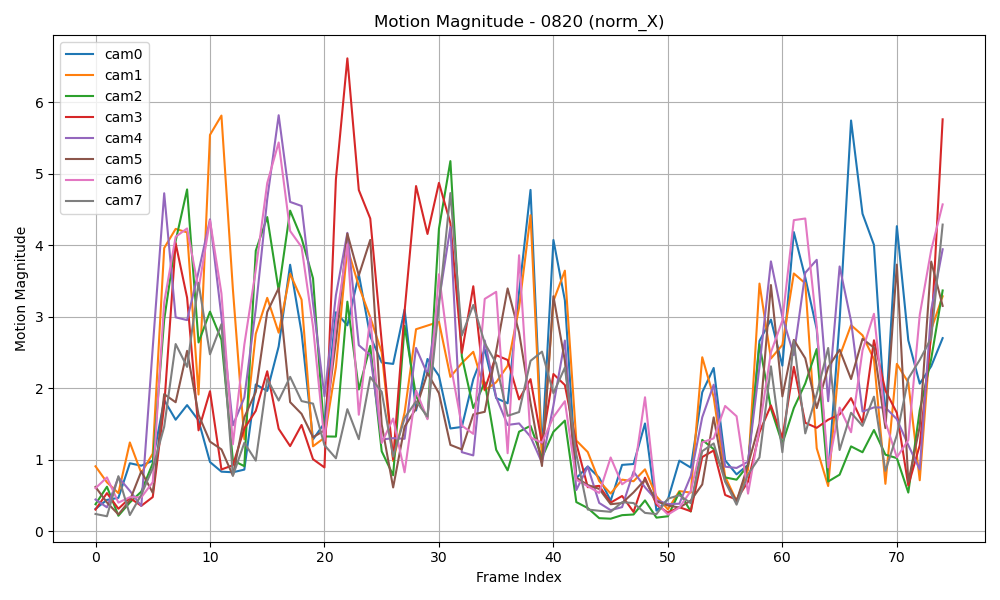 Motion Magnitude - 0820 (norm_X)
cam0
cam1
cam2
cam3
cam4
cam5
cam6
cam7
Motion Magnitude
6
5
4
3
2
1
0
0 10 20 30 40 50 60 70
Frame Index